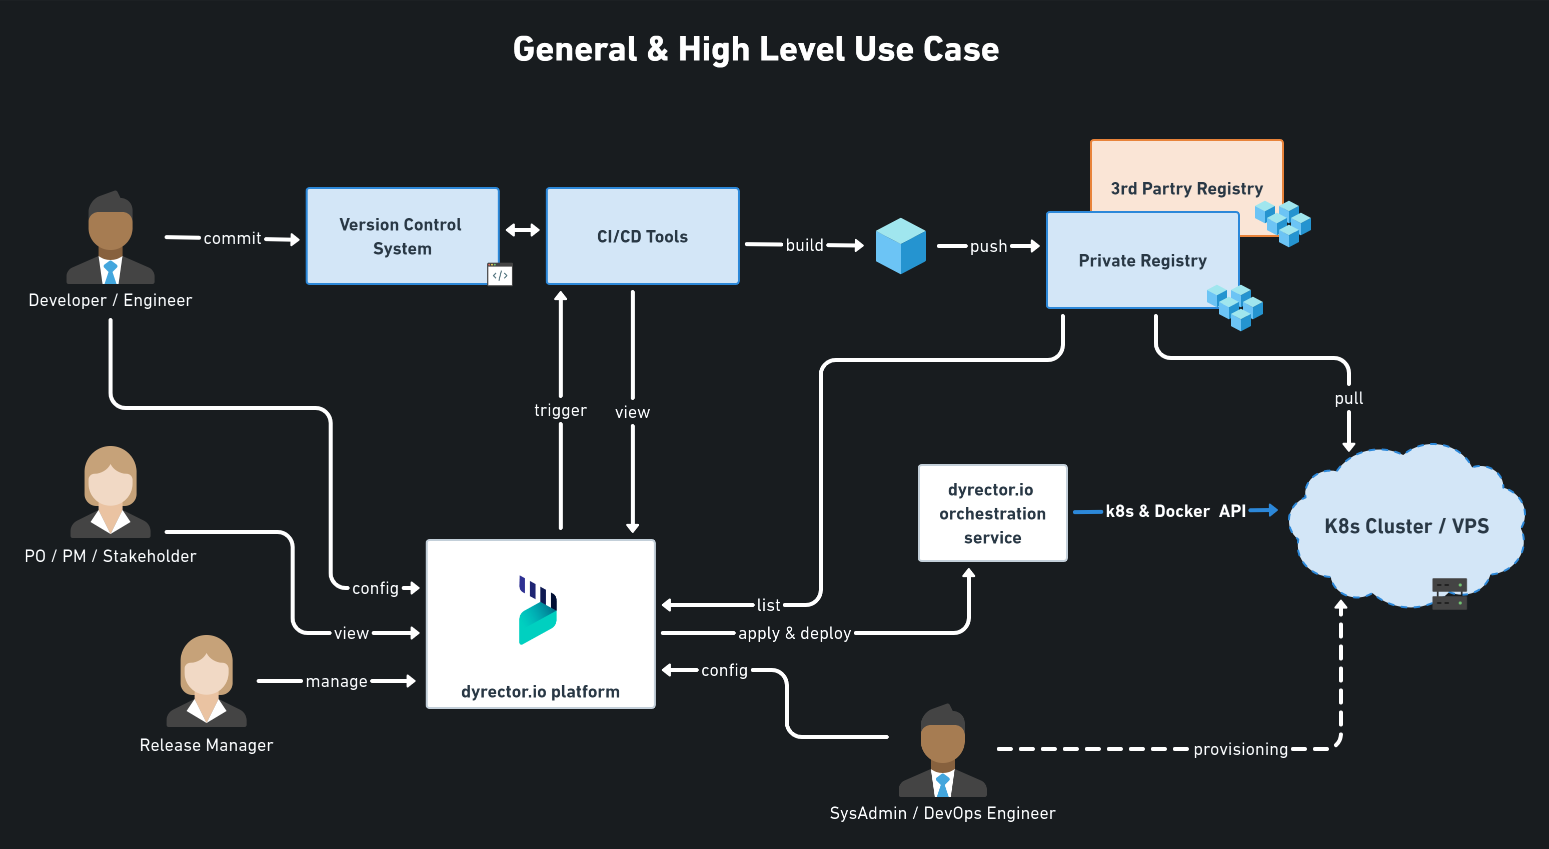 General & High Level Use Case
3rd Partry Registry
Version Control
System
CI/CD Tools
commit
build
push
Private Registry
</>
Developer / Engineer
trigger
view
pull
dyrector.io
orchestration
service
k8s & Docker API
K8s Cluster / VPS
PO / PM / Stakeholder
config
list
view
apply & deploy
manage
config
dyrector.io platform
Release Manager
provisioning
SysAdmin / DevOps Engineer